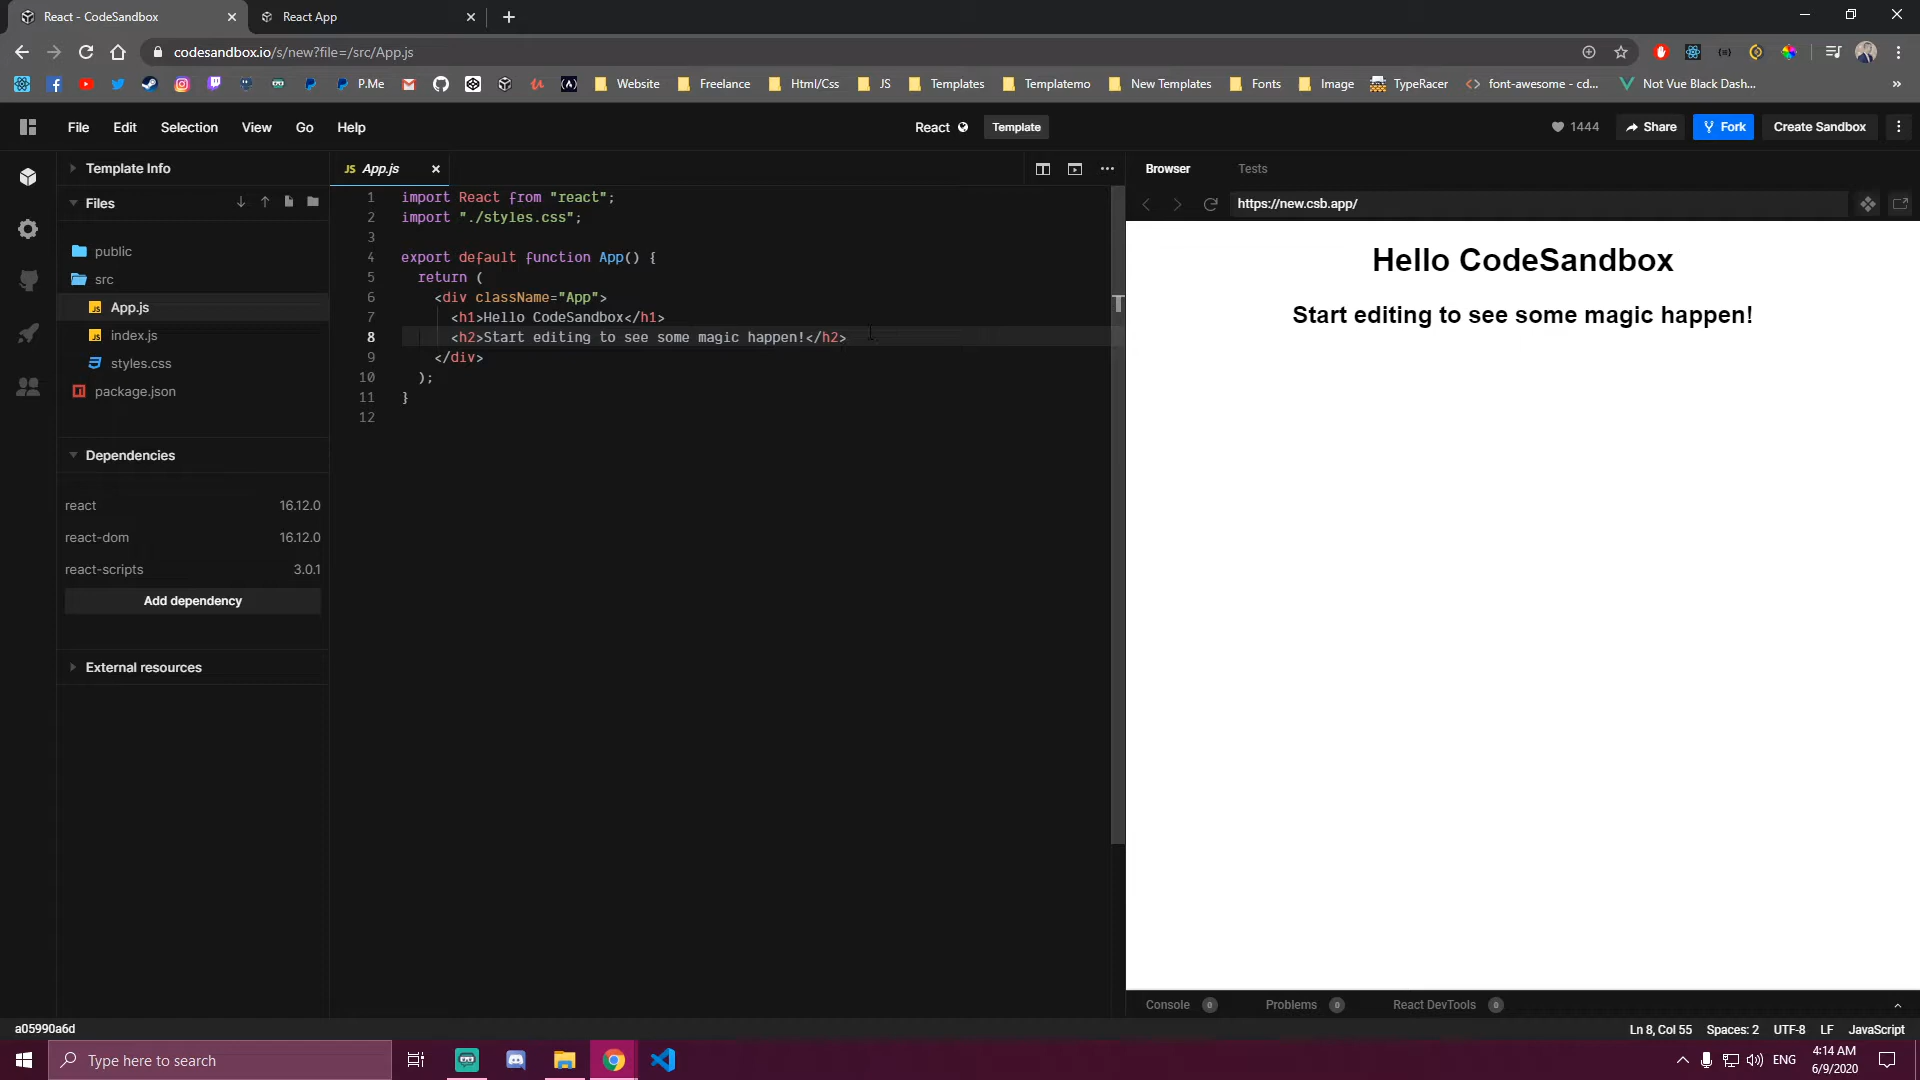 React - CodeSandbox
React App
codesandbox.io/s/new?file=/src/App.js
P.Me
Website
Freelance
Html/Css
JS
Templates
Templatemo
New Templates
Fonts
Image
TypeRacer
font-awesome - cd...
Not Vue Black Dash...
File Edit Selection View Go Help
React
Template
1444
Share
Fork
Create Sandbox
Template Info
Files
public
src
App.js
index.js
styles.css
package.json
Dependencies
react 16.12.0
react-dom 16.12.0
react-scripts 3.0.1
Add dependency
External resources
JS App.js
1 import React from "react";
2 import "./styles.css";
3
4 export default function App() {
5 return (
6 <div className="App">
7 <h1>Hello CodeSandbox</h1>
8 <h2>Start editing to see some magic happen!</h2>
9 </div>
10 );
11 }
12
Browser Tests
https://new.csb.app/
Hello CodeSandbox
Start editing to see some magic happen!
Console 0 Problems 0 React DevTools 0
a05990a6d
Ln 8, Col 55 Spaces: 2 UTF-8 LF JavaScript
Type here to search
ENG
4:14 AM
6/9/2020